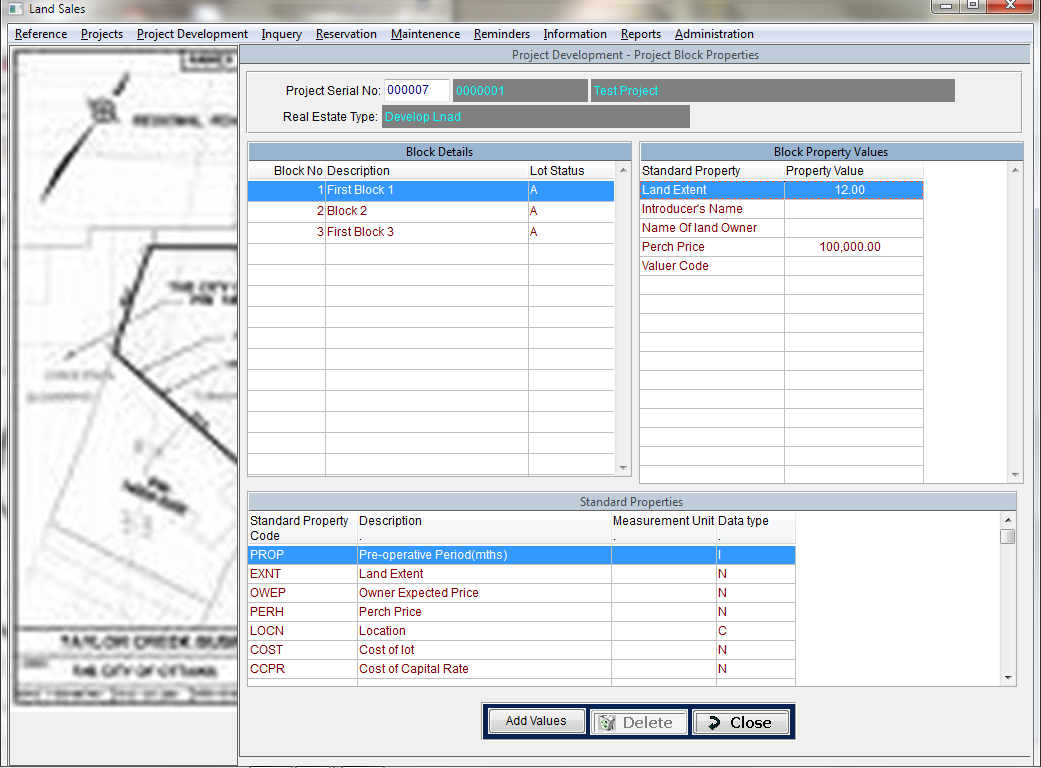 Land Sales
Reference Projects Project Development Inquery Reservation Maintenence Reminders Information Reports Administration
Project Development - Project Block Properties
Project Serial No: 000007 0000001 Test Project
Real Estate Type: Develop Lnad
Block Details
Block No Description Lot Status
1 First Block 1 A
2 Block 2 A
3 First Block 3 A
Block Property Values
Standard Property Property Value
Land Extent 12.00
Introducer's Name
Name Of land Owner
Perch Price 100,000.00
Valuer Code
Standard Properties
Standard Property Description Measurement Unit Data type
Code . . .
PROP Pre-operative Period(mths) I
EXNT Land Extent N
OWEP Owner Expected Price N
PERH Perch Price N
LOCN Location C
COST Cost of lot N
CCPR Cost of Capital Rate N
Add Values Delete Close
THE CITY OF OTTAWA